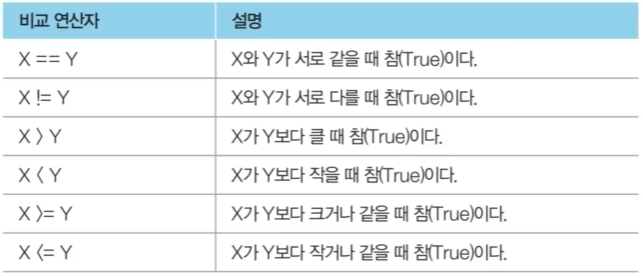 비교 연산자 설명
X == Y X와 Y가 서로 같을 때 참(True)이다.
X != Y X와 Y가 서로 다를 때 참(True)이다.
X > Y X가 Y보다 클 때 참(True)이다.
X < Y X가 Y보다 작을 때 참(True)이다.
X >= Y X가 Y보다 크거나 같을 때 참(True)이다.
X <= Y X가 Y보다 작거나 같을 때 참(True)이다.